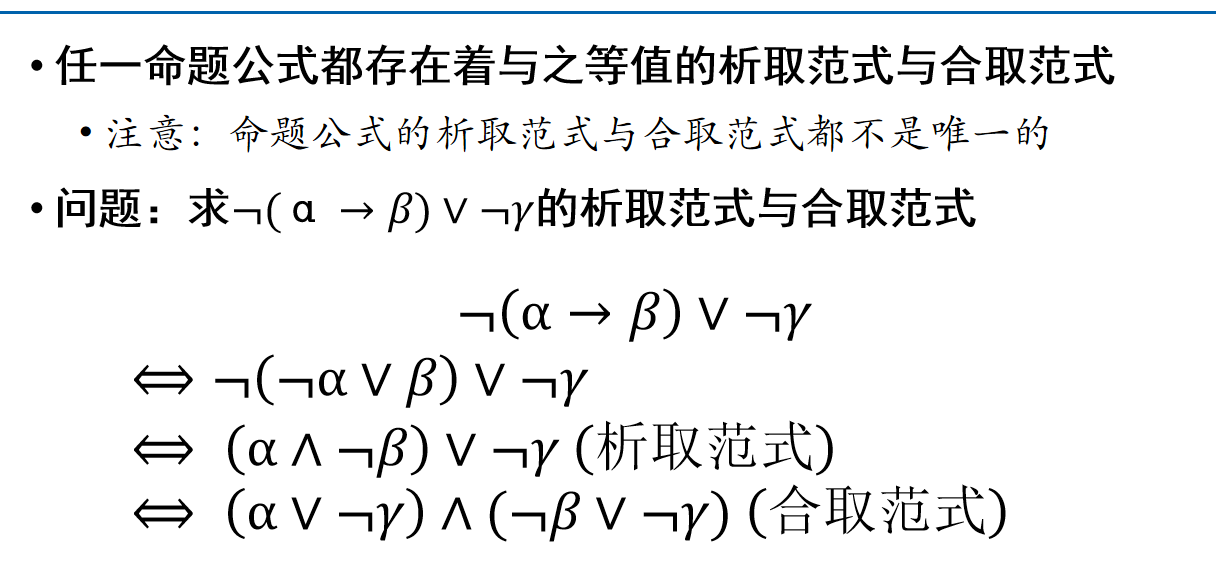 • 任一命题公式都存在着与之等值的析取范式与合取范式
• 注意：命题公式的析取范式与合取范式都不是唯一的
• 问题：求¬(α → β) ∨ ¬γ的析取范式与合取范式
¬(α → β) ∨ ¬γ
⇔ ¬(¬α ∨ β) ∨ ¬γ
⇔ (α ∧ ¬β) ∨ ¬γ (析取范式)
⇔ (α ∨ ¬γ) ∧ (¬β ∨ ¬γ) (合取范式)